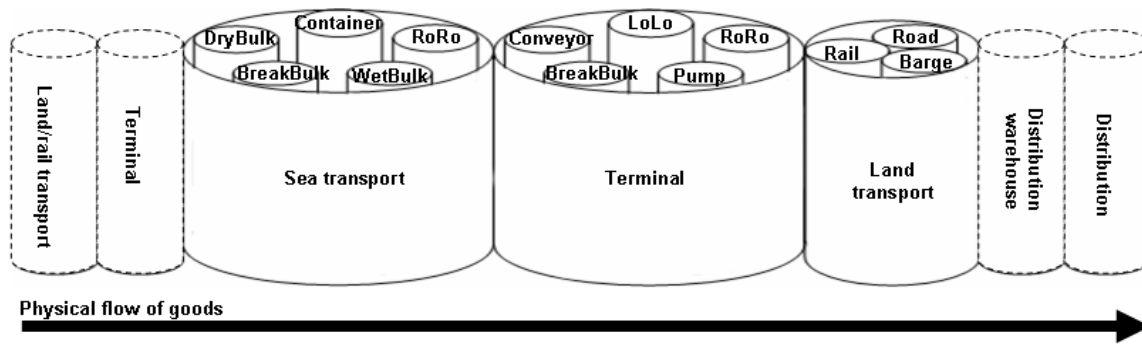 Container
DryBulk
RoRo
BreakBulk
WetBulk
LoLo
Conveyor
RoRo
BreakBulk
Pump
Road
Rail
Barge
Land/rail transport
Terminal
Sea transport
Terminal
Land
transport
Distribution
warehouse
Distribution
Physical flow of goods